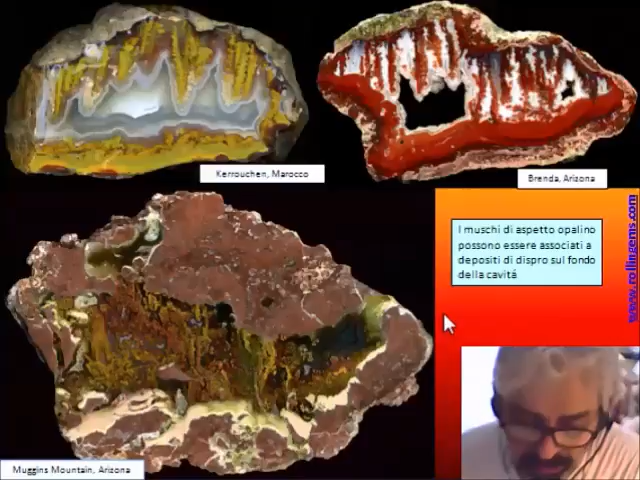 Kerrouchen, Marocco
Brenda, Arizona
I muschi di aspetto opalino
possono essere associati a
depositi di dispro sul fondo
della cavitá
www.rollingems.com
Muggins Mountain, Arizona